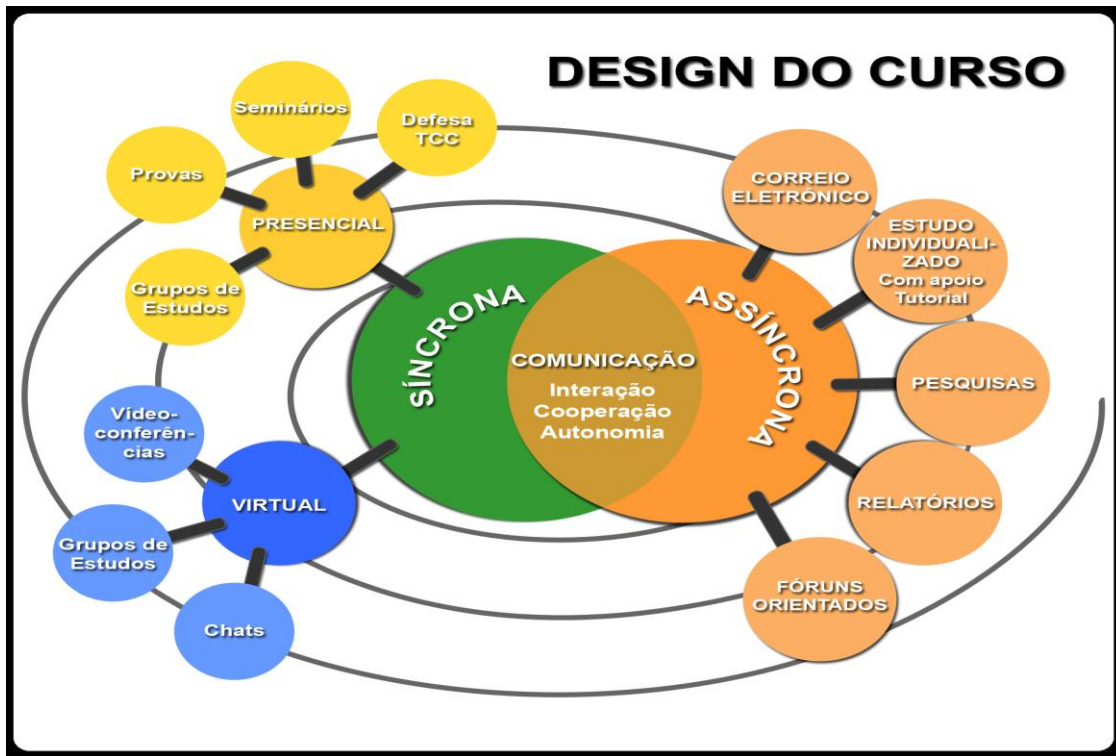 DESIGN DO CURSO
Seminários
Defesa
TCC
Provas
PRESENCIAL
Grupos de
Estudos
SÍNCRONA
COMUNICAÇÃO
Interação
Cooperação
Autonomia
ASSÍNCRONA
CORREIO
ELETRÔNICO
ESTUDO
INDIVIDUALI-
ZADO
Com apoio
Tutorial
PESQUISAS
RELATÓRIOS
FÓRUNS
ORIENTADOS
Vídeo-
conferên-
cias
VIRTUAL
Grupos de
Estudos
Chats